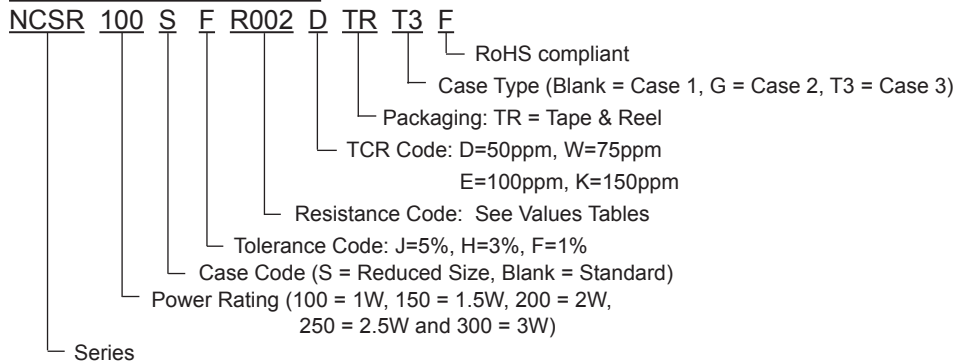 NCSR 100 S F R002 D TR T3 F
RoHS compliant
Case Type (Blank = Case 1, G = Case 2, T3 = Case 3)
Packaging: TR = Tape & Reel
TCR Code: D=50ppm, W=75ppm
E=100ppm, K=150ppm
Resistance Code: See Values Tables
Tolerance Code: J=5%, H=3%, F=1%
Case Code (S = Reduced Size, Blank = Standard)
Power Rating (100 = 1W, 150 = 1.5W, 200 = 2W,
250 = 2.5W and 300 = 3W)
Series